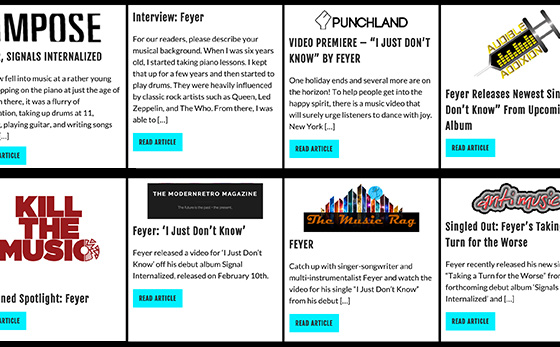 MPOSE
, SIGNALS INTERNALIZED
fell into music at a rather young
pping on the piano at just the age of
n there, it was a flurry of
ation, taking up drums at 11,
, playing guitar, and writing songs
[...]
ARTICLE
Interview: Feyer
For our readers, please describe your
musical background. When I was six years
old, I started taking piano lessons. I kept
that up for a few years and then started to
play drums. They were heavily influenced
by classic rock artists such as Queen, Led
Zeppelin, and The Who. From there, I was
able to [...]
READ ARTICLE
PUNCHLAND
VIDEO PREMIERE – “I JUST DON’T
KNOW” BY FEYER
One holiday ends and several more are on
the horizon! To help people get into the
happy spirit, there is a music video that
will surely urge listeners to dance with joy.
New York [...]
READ ARTICLE
AUDIBLE
ADDIXION
Feyer Releases Newest Sin
Don’t Know” From Upcomi
Album
READ ARTICLE
KILL
THE
MUSIC
ned Spotlight: Feyer
ARTICLE
THE MODERNRETRO MAGAZINE
The future is the past - the present.
Feyer: ‘I Just Don’t Know’
Feyer released a video for ‘I Just Don’t
Know’ off his debut album Signal
Internalized, released on February 10th.
READ ARTICLE
The Music Rag
FEYER
Catch up with singer-songwriter and
multi-instrumentalist Feyer and watch the
video for his single “I Just Don’t Know”
from his debut [...]
READ ARTICLE
antimusic
Singled Out: Feyer’s Taking
Turn for the Worse
Feyer recently released his new si
“Taking a Turn for the Worse” from
forthcoming debut album ‘Signals
Internalized’ and [...]
READ ARTICLE